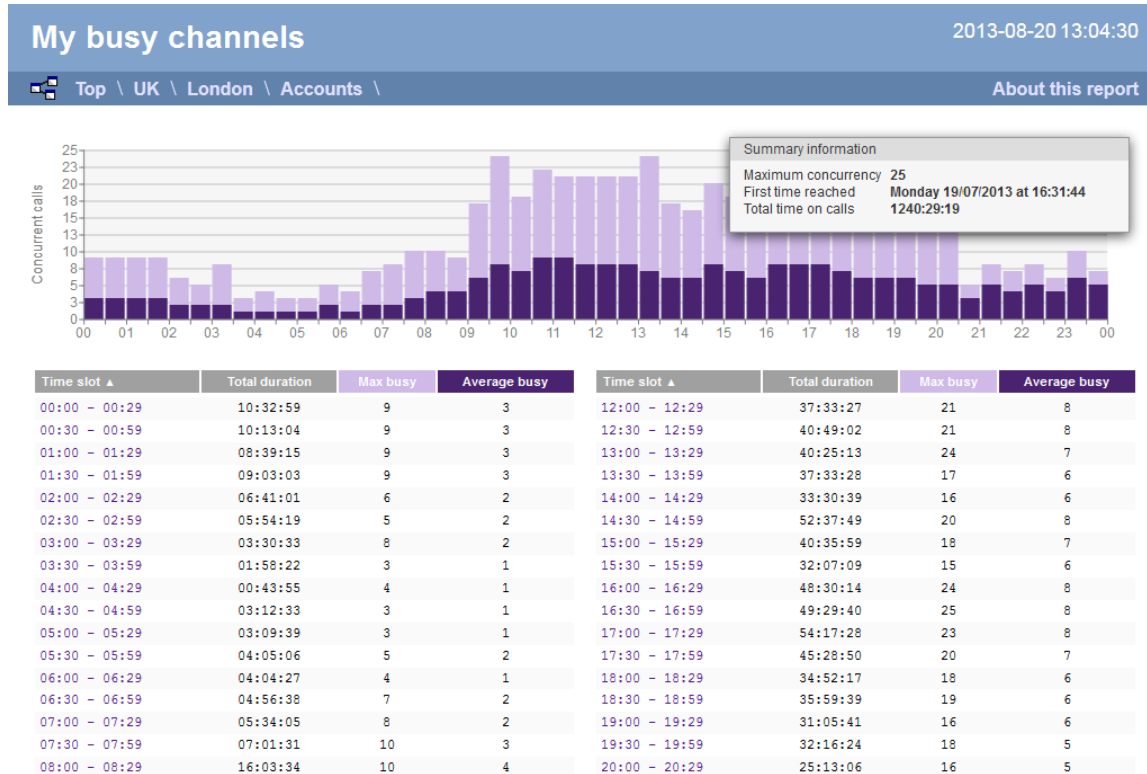 My busy channels
2013-08-20 13:04:30
Top \ UK \ London \ Accounts \
About this report
Summary information
Maximum concurrency 25
First time reached Monday 19/07/2013 at 16:31:44
Total time on calls 1240:29:19
Concurrent calls
25
23
20
18
15
13
10
8
5
3
0
00 01 02 03 04 05 06 07 08 09 10 11 12 13 14 15 16 17 18 19 20 21 22 23 00
Time slot ▲ Total duration Max busy Average busy Time slot ▲ Total duration Max busy Average busy
00:00 - 00:29 10:32:59 9 3 12:00 - 12:29 37:33:27 21 8
00:30 - 00:59 10:13:04 9 3 12:30 - 12:59 40:49:02 21 8
01:00 - 01:29 08:39:15 9 3 13:00 - 13:29 40:25:13 24 7
01:30 - 01:59 09:03:03 9 3 13:30 - 13:59 37:33:28 17 6
02:00 - 02:29 06:41:01 6 2 14:00 - 14:29 33:30:39 16 6
02:30 - 02:59 05:54:19 5 2 14:30 - 14:59 52:37:49 20 8
03:00 - 03:29 03:30:33 8 2 15:00 - 15:29 40:35:59 18 7
03:30 - 03:59 01:58:22 3 1 15:30 - 15:59 32:07:09 15 6
04:00 - 04:29 00:43:55 4 1 16:00 - 16:29 48:30:14 24 8
04:30 - 04:59 03:12:33 3 1 16:30 - 16:59 49:29:40 25 8
05:00 - 05:29 03:09:39 3 1 17:00 - 17:29 54:17:28 23 8
05:30 - 05:59 04:05:06 5 2 17:30 - 17:59 45:28:50 20 7
06:00 - 06:29 04:04:27 4 1 18:00 - 18:29 34:52:17 18 6
06:30 - 06:59 04:56:38 7 2 18:30 - 18:59 35:59:39 19 6
07:00 - 07:29 05:34:05 8 2 19:00 - 19:29 31:05:41 16 6
07:30 - 07:59 07:01:31 10 3 19:30 - 19:59 32:16:24 18 5
08:00 - 08:29 16:03:34 10 4 20:00 - 20:29 25:13:06 16 5